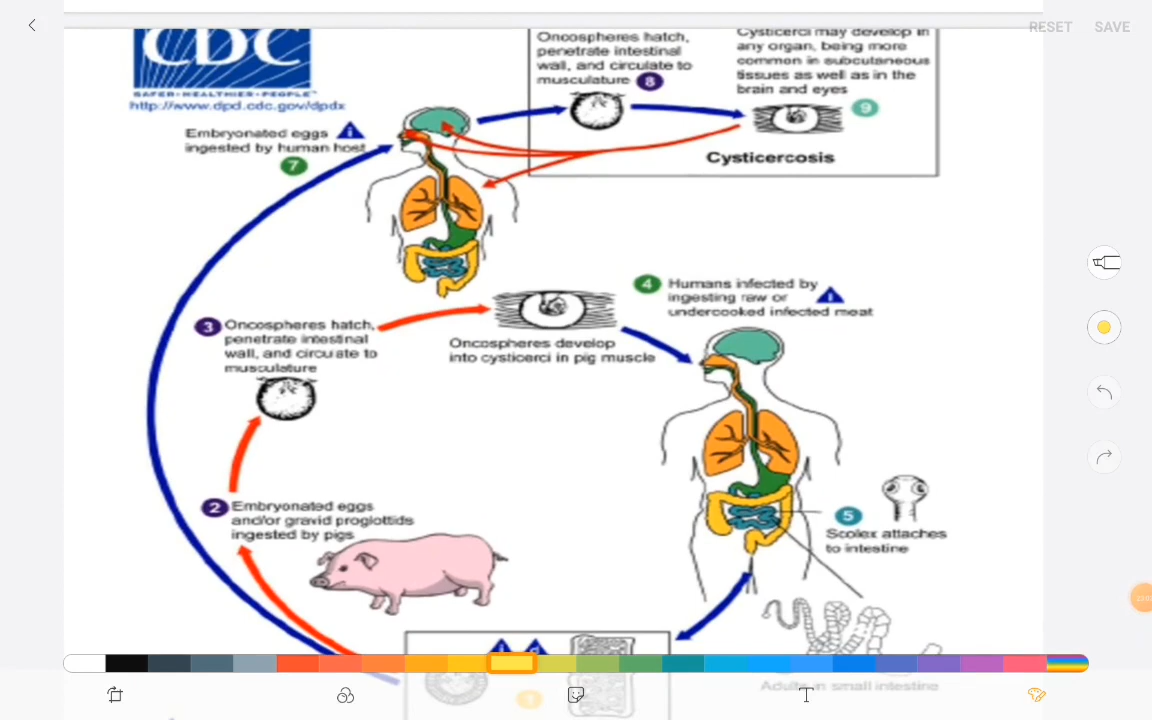 RESET SAVE
CDC
SAFER • HEALTHIER • PEOPLE™
http://www.dpd.cdc.gov/dpdx
Oncospheres hatch,
penetrate intestinal
wall, and circulate to
musculature 8
Cysticerci may develop in
any organ, being more
common in subcutaneous
tissues as well as in the
brain and eyes
9
Cysticercosis
Embryonated eggs i
ingested by human host
7
4 Humans infected by
ingesting raw or i
undercooked infected meat
3 Oncospheres hatch,
penetrate intestinal
wall, and circu ate to
musculature
Oncospheres develop
into cysticerci in pig muscle
2 Embryonated eggs
and/or gravid proglottids
ingested by pigs
5
Scolex attaches
to intestine
i d
1
Adults in small intestine
T